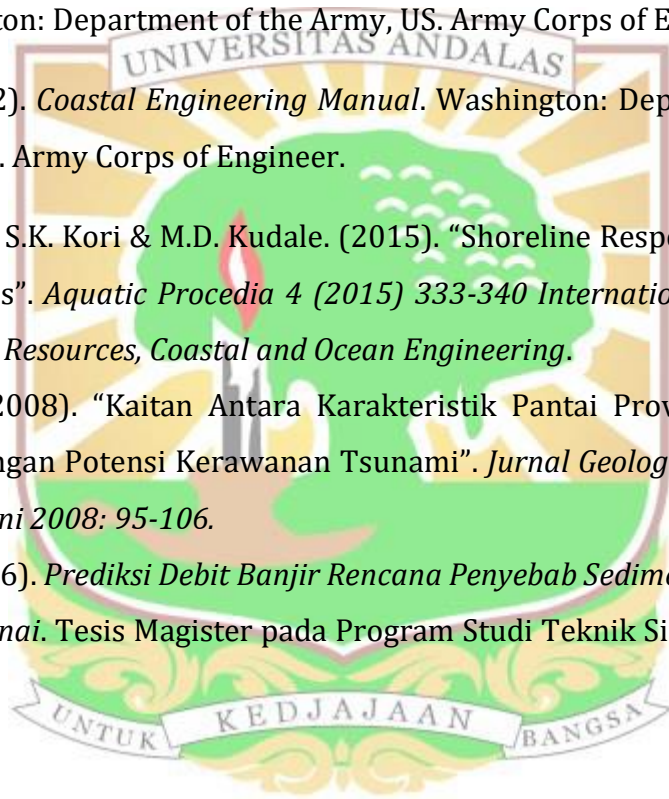 ton: Department of the Army, US. Army Corps of E
UNIVERSITAS ANDALAS
2). Coastal Engineering Manual. Washington: Dep
. Army Corps of Engineer.
S.K. Kori & M.D. Kudale. (2015). “Shoreline Respo
s”. Aquatic Procedia 4 (2015) 333-340 Internatio
Resources, Coastal and Ocean Engineering.
2008). “Kaitan Antara Karakteristik Pantai Prov
ngan Potensi Kerawanan Tsunami”. Jurnal Geolog
ni 2008: 95-106.
6). Prediksi Debit Banjir Rencana Penyebab Sedim
nai. Tesis Magister pada Program Studi Teknik Si
UNTUK KEDJAJAAN BANGSA